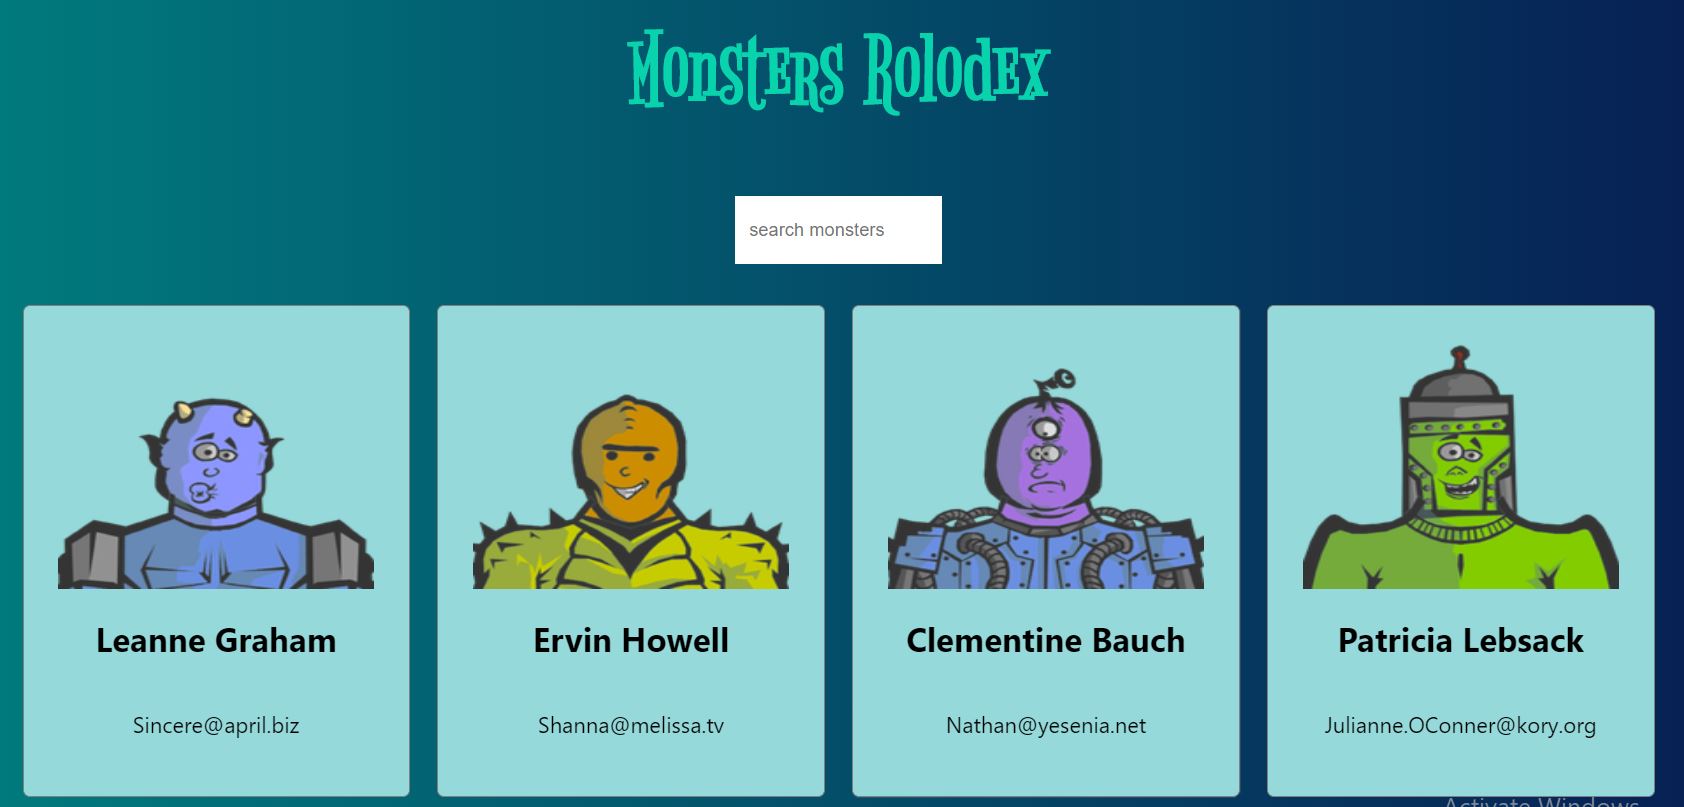 Monsters Rolodex
search monsters
Leanne Graham
Ervin Howell
Clementine Bauch
Patricia Lebsack
Sincere@april.biz
Shanna@melissa.tv
Nathan@yesenia.net
Julianne.OConner@kory.org
Activate Windows